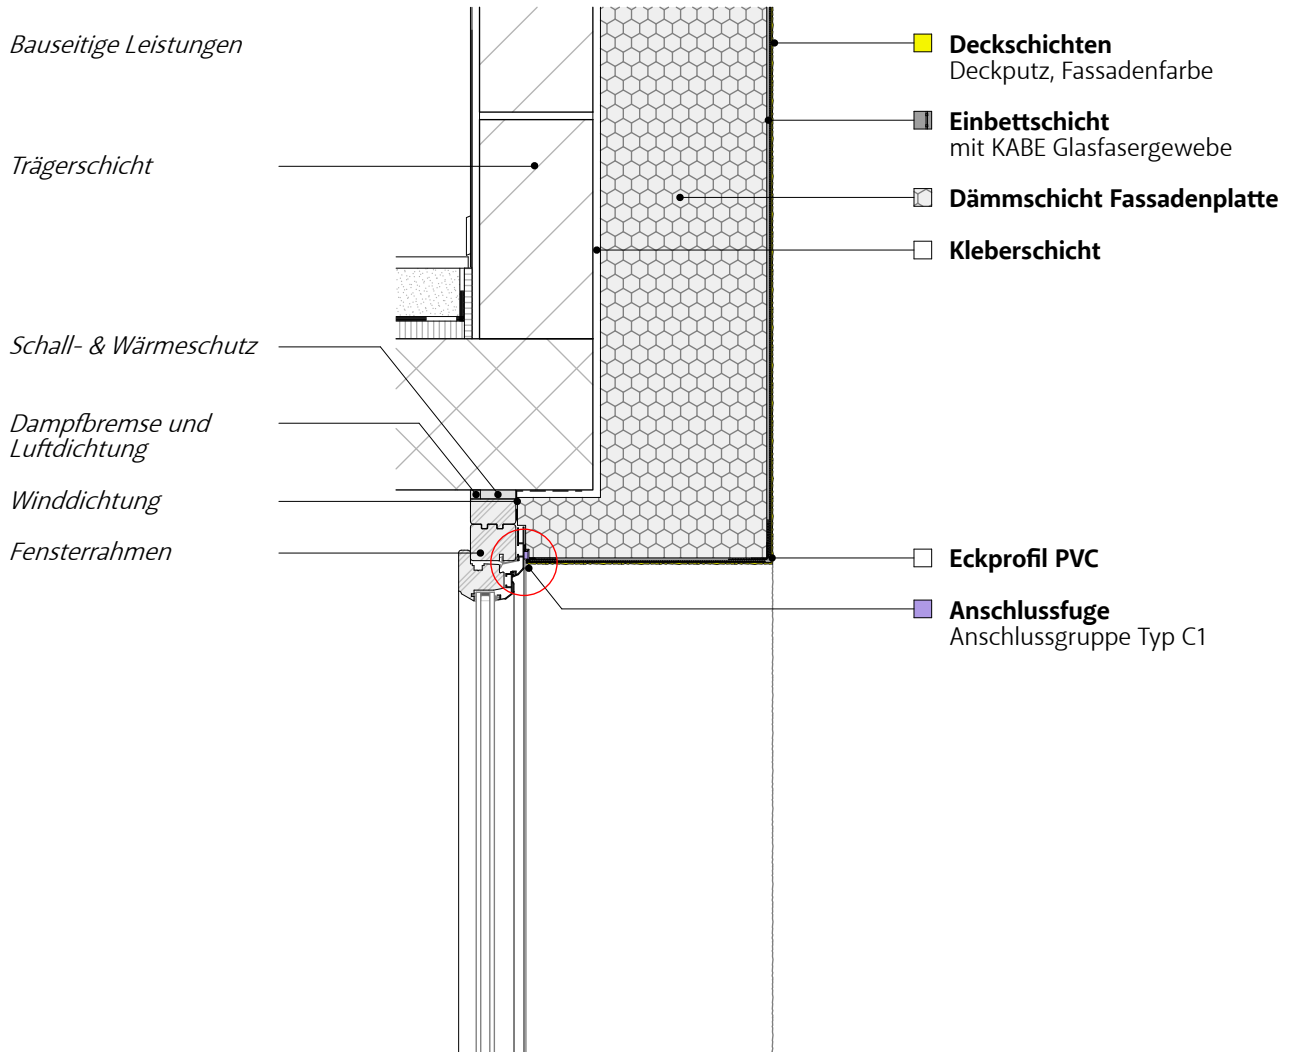 Bauseitige Leistungen
Trägerschicht
Schall- & Wärmeschutz
Dampfbremse und
Luftdichtung
Winddichtung
Fensterrahmen
Deckschichten
Deckputz, Fassadenfarbe
Einbettschicht
mit KABE Glasfasergewebe
Dämmschicht Fassadenplatte
Kleberschicht
Eckprofil PVC
Anschlussfuge
Anschlussgruppe Typ C1